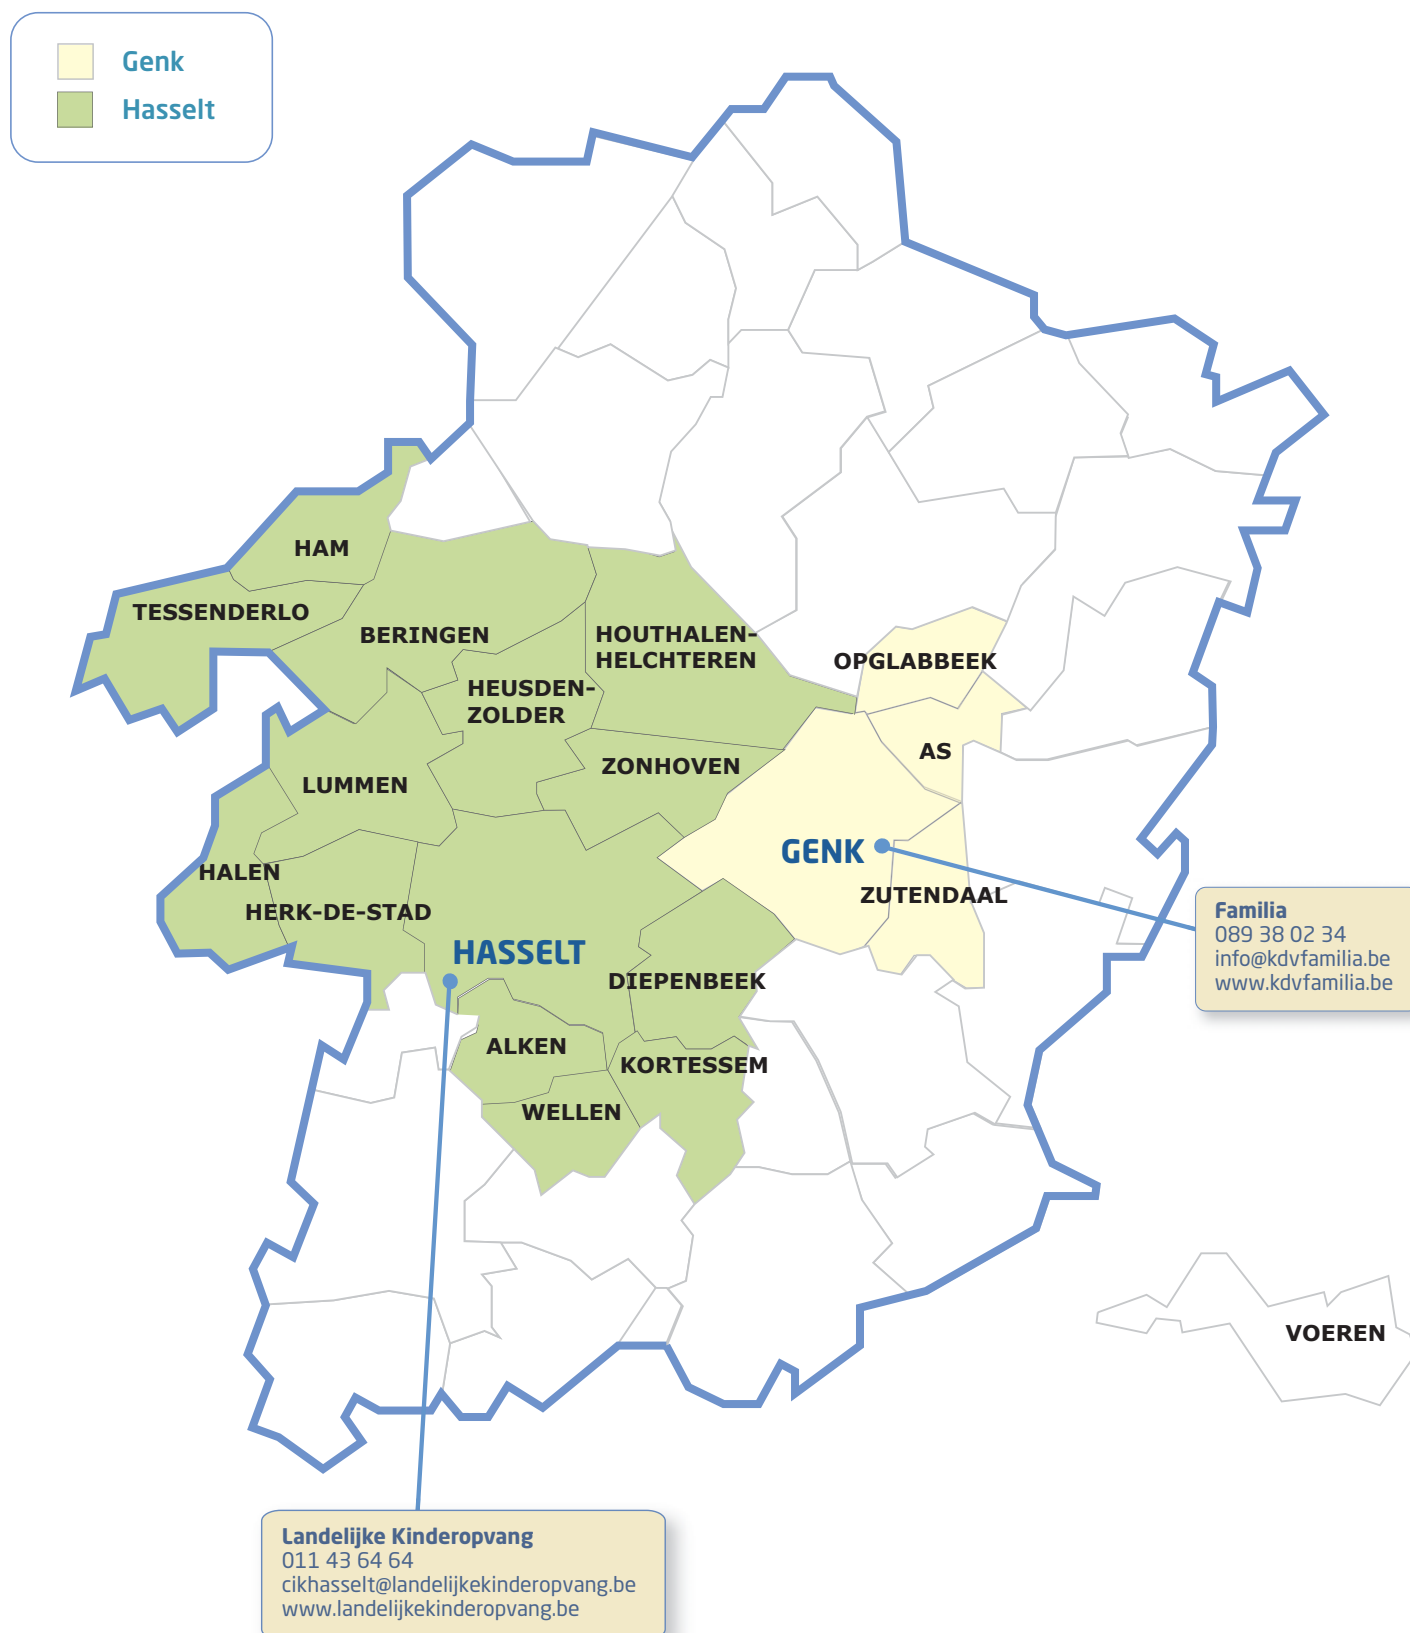 Genk
Hasselt
HAM
TESSENDERLO
BERINGEN
HOUTHALEN-
HELCHTEREN
OPGLABBEEK
HEUSDEN-
ZOLDER
AS
ZONHOVEN
LUMMEN
GENK
HALEN
ZUTENDAAL
HERK-DE-STAD
HASSELT
DIEPENBEEK
ALKEN
KORTESSEM
WELLEN
Familia
089 38 02 34
info@kdvfamilia.be
www.kdvfamilia.be
VOEREN
Landelijke Kinderopvang
011 43 64 64
cikhasselt@landelijkekinderopvang.be
www.landelijkekinderopvang.be